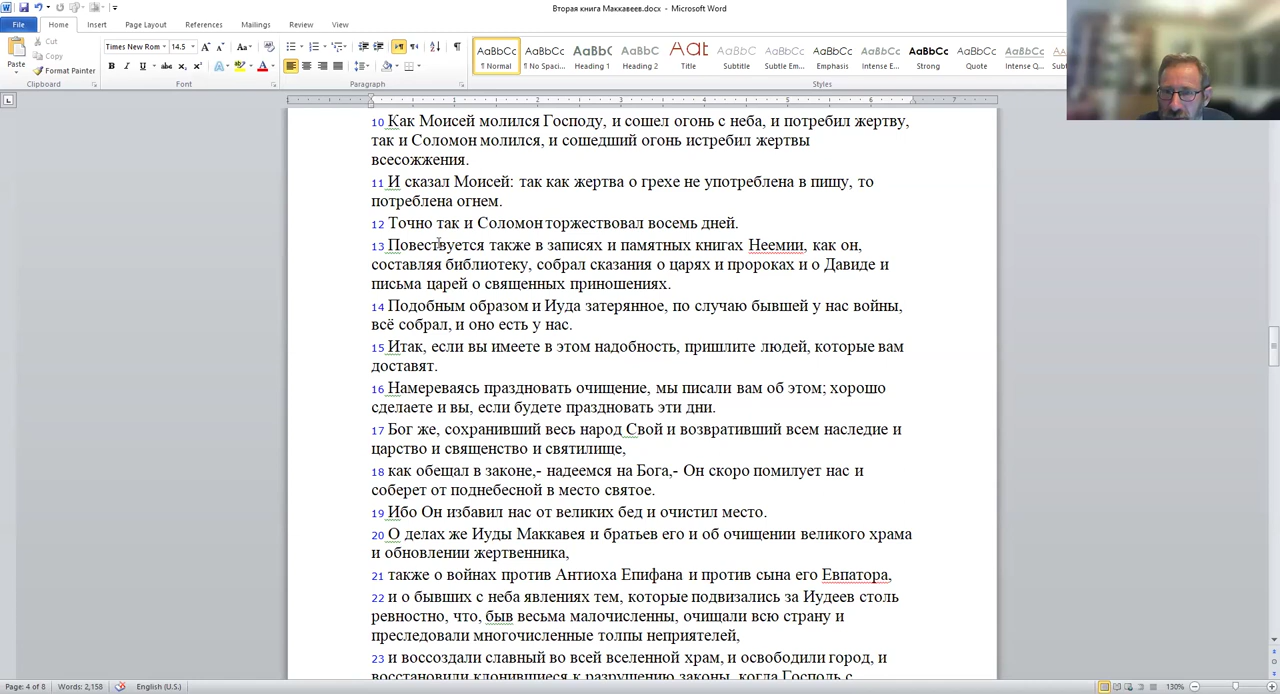 Вторая книга Маккавеев.docx - Microsoft Word
File Home Insert Page Layout References Mailings Review View
Cut
Copy
Format Painter
Paste
Times New Rom 14.5
AaBbCc AaBbCc AaBbC AaBbC AaBt AaBbCc AaBbCc AaBbCc AaBbCc AaBbCc AaBbCc AaBbCc
¶ Normal ¶ No Spaci... Heading 1 Heading 2 Title Subtitle Subtle Em... Emphasis Intense E... Strong Quote Intense Q...
Clipboard Font Paragraph Styles
10 Как Моисей молился Господу, и сошел огонь с неба, и потребил жертву,
так и Соломон молился, и сошедший огонь истребил жертвы
всесожжения.
11 И сказал Моисей: так как жертва о грехе не употреблена в пищу, то
потреблена огнем.
12 Точно так и Соломон торжествовал восемь дней.
13 Повествуется также в записях и памятных книгах Неемии, как он,
составляя библиотеку, собрал сказания о царях и пророках и о Давиде и
письма царей о священных приношениях.
14 Подобным образом и Иуда затерянное, по случаю бывшей у нас войны,
всё собрал, и оно есть у нас.
15 Итак, если вы имеете в этом надобность, пришлите людей, которые вам
доставят.
16 Намереваясь праздновать очищение, мы писали вам об этом; хорошо
сделаете и вы, если будете праздновать эти дни.
17 Бог же, сохранивший весь народ Свой и возвративший всем наследие и
царство и священство и святилище,
18 как обещал в законе,- надеемся на Бога,- Он скоро помилует нас и
соберет от поднебесной в место святое.
19 Ибо Он избавил нас от великих бед и очистил место.
20 О делах же Иуды Маккавея и братьев его и об очищении великого храма
и обновлении жертвенника,
21 также о войнах против Антиоха Епифана и против сына его Евпатора,
22 и о бывших с неба явлениях тем, которые подвизались за Иудеев столь
ревностно, что, быв весьма малочисленны, очищали всю страну и
преследовали многочисленные толпы неприятелей,
23 и воссоздали славный во всей вселенной храм, и освободили город, и
восстановили клонившиеся к разрушению законы, когда Господь с
Page: 4 of 8 Words: 2,158 English (U.S.) 130%